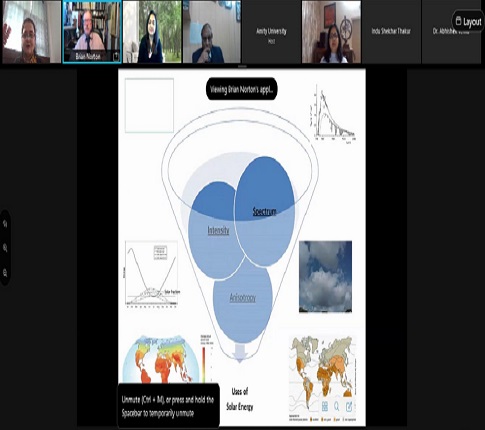 Layout
Brian Norton
Amity University
HOST
Indu Shekhar Thakur
Dr. Abhishek
Viewing Brian Norton's appl...
Spectrum
Intensity
Anisotropy
Solar fraction
Uses of
Solar Energy
Unmute (Ctrl + M), or press and hold the
Spacebar to temporarily unmute